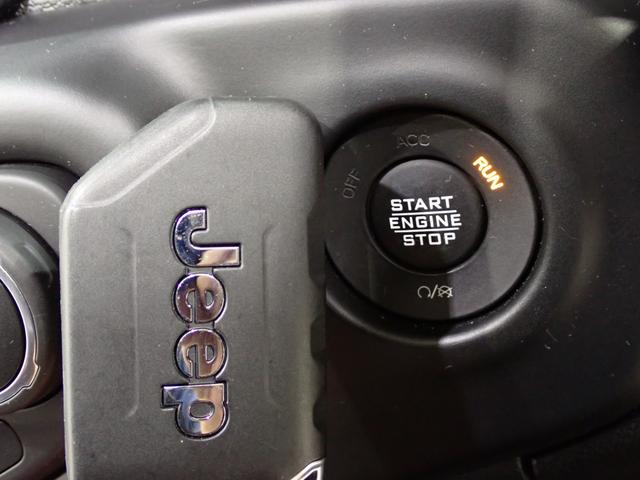 Jeep
OFF
ACC
RUN
START
ENGINE
STOP